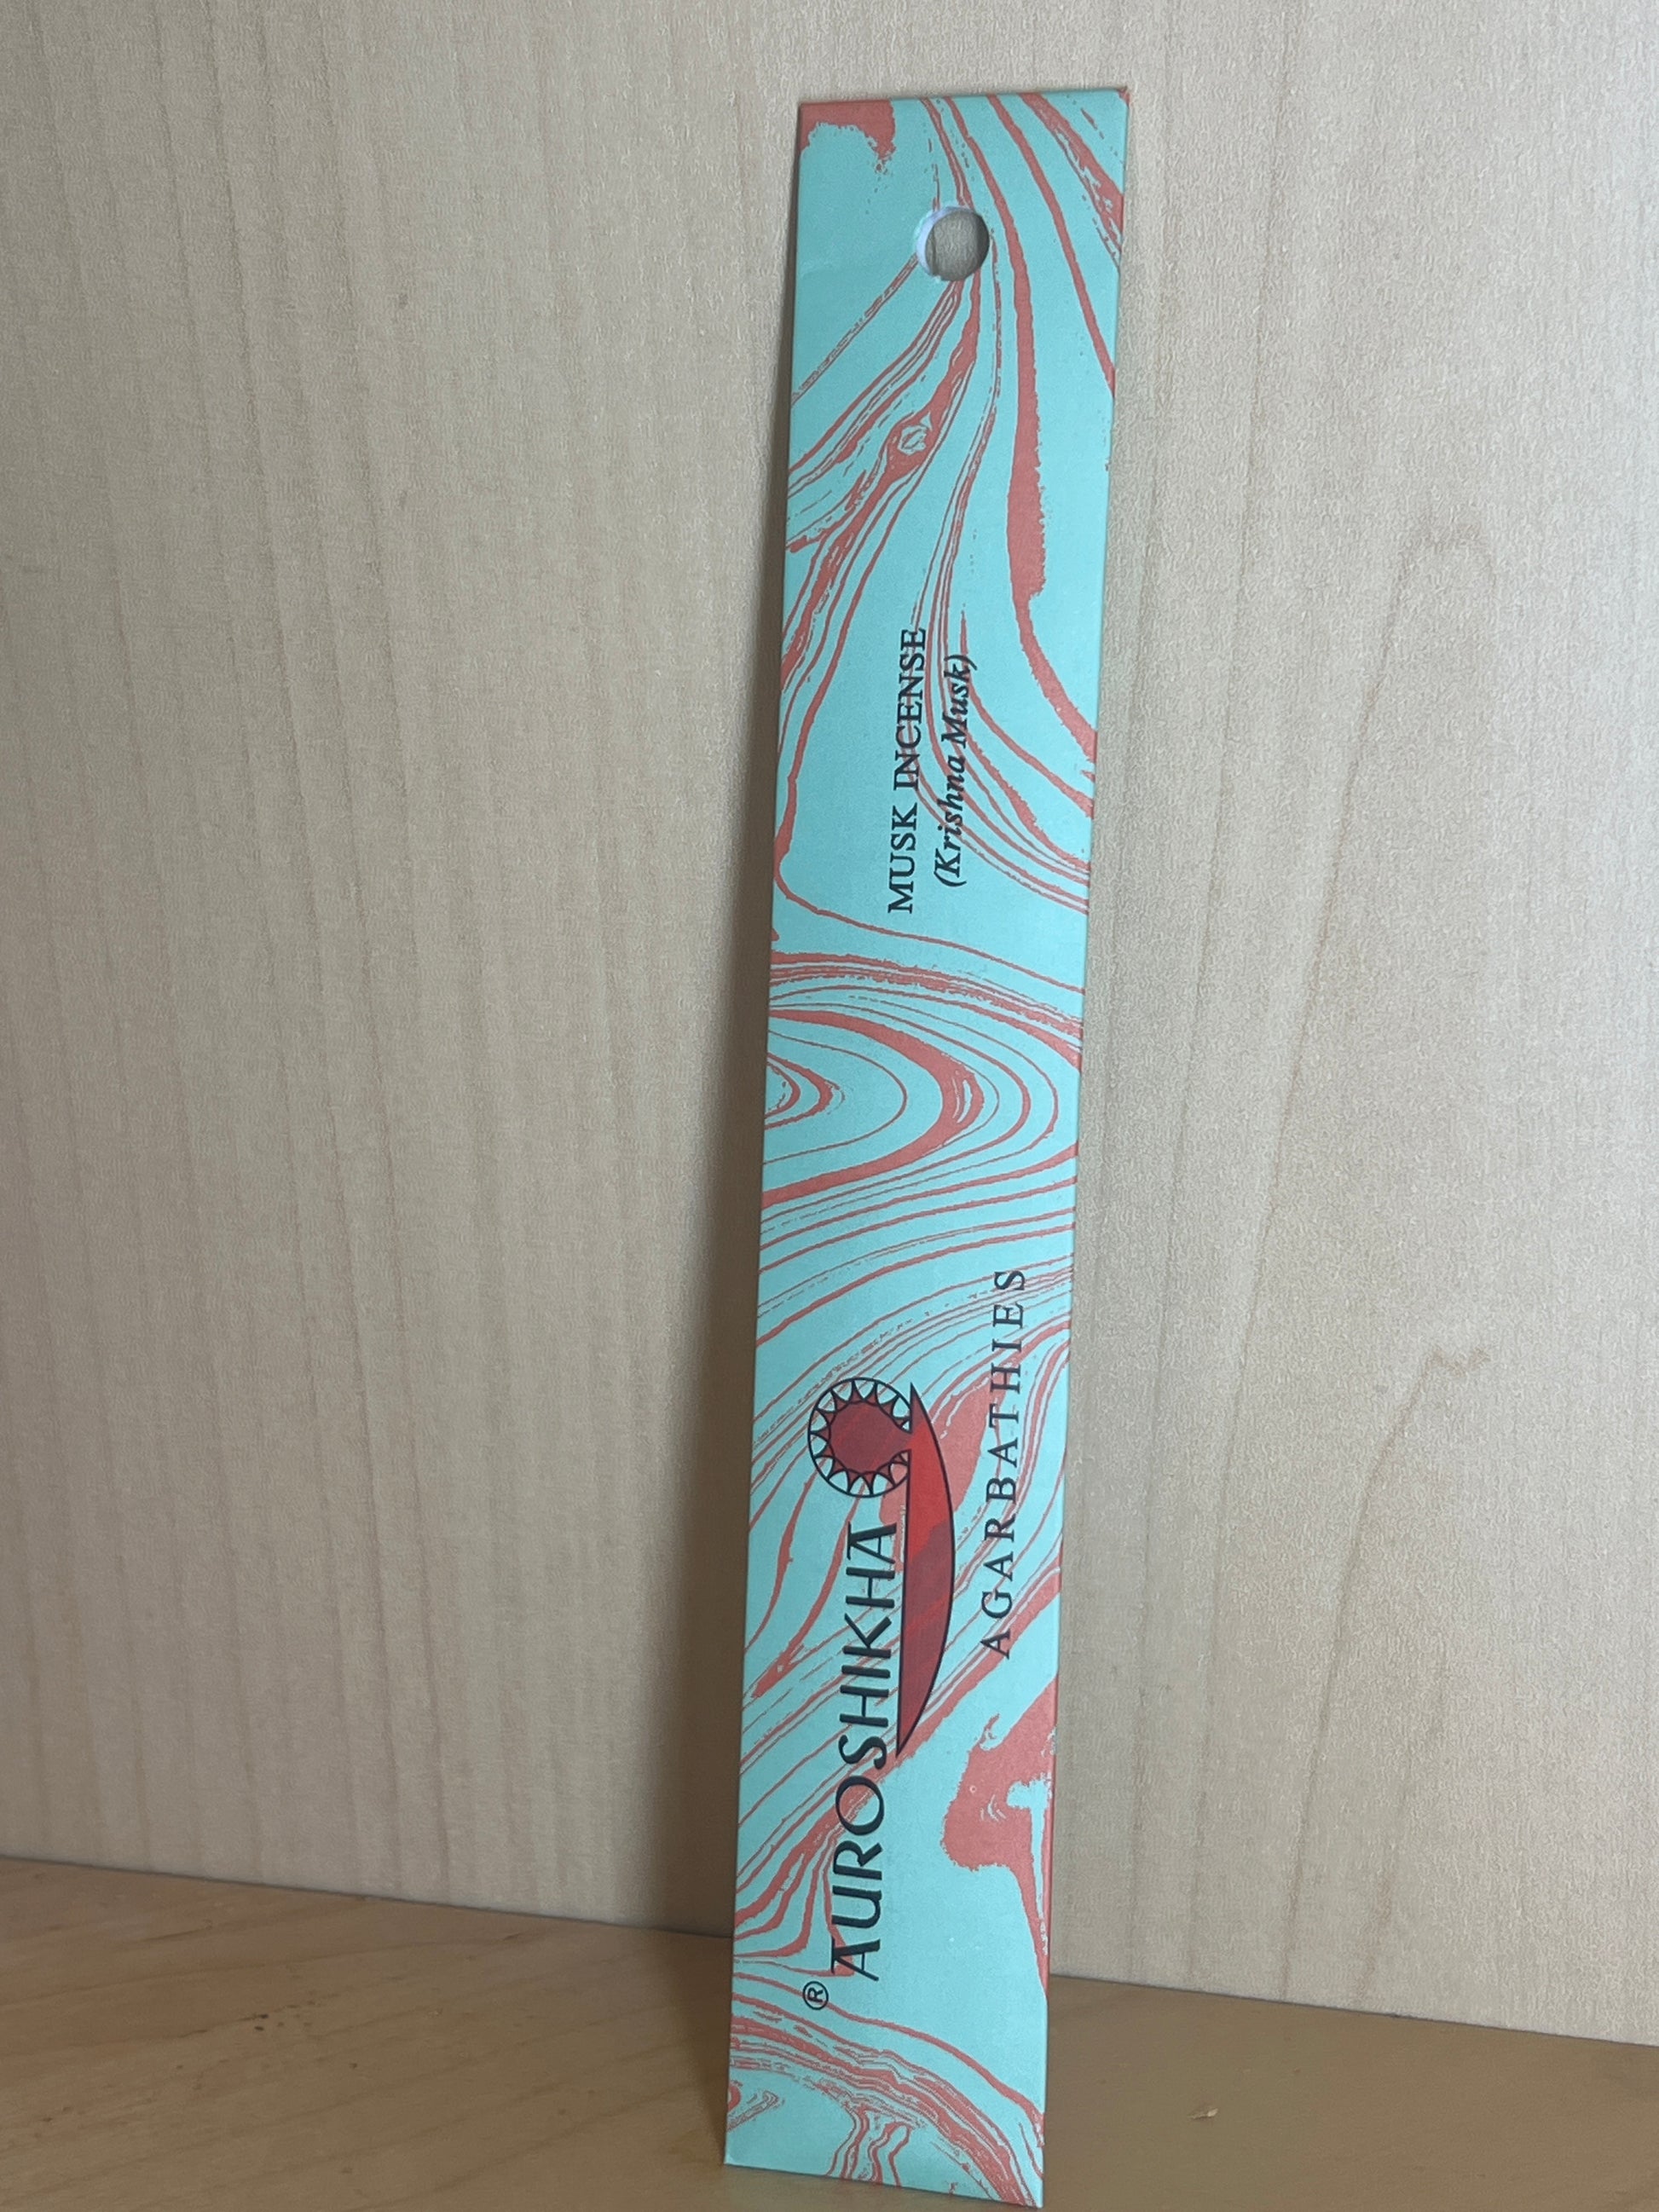 ® AUROSHIKHA
AGARBATHIES
MUSK INCENSE
(Krishna Musk)